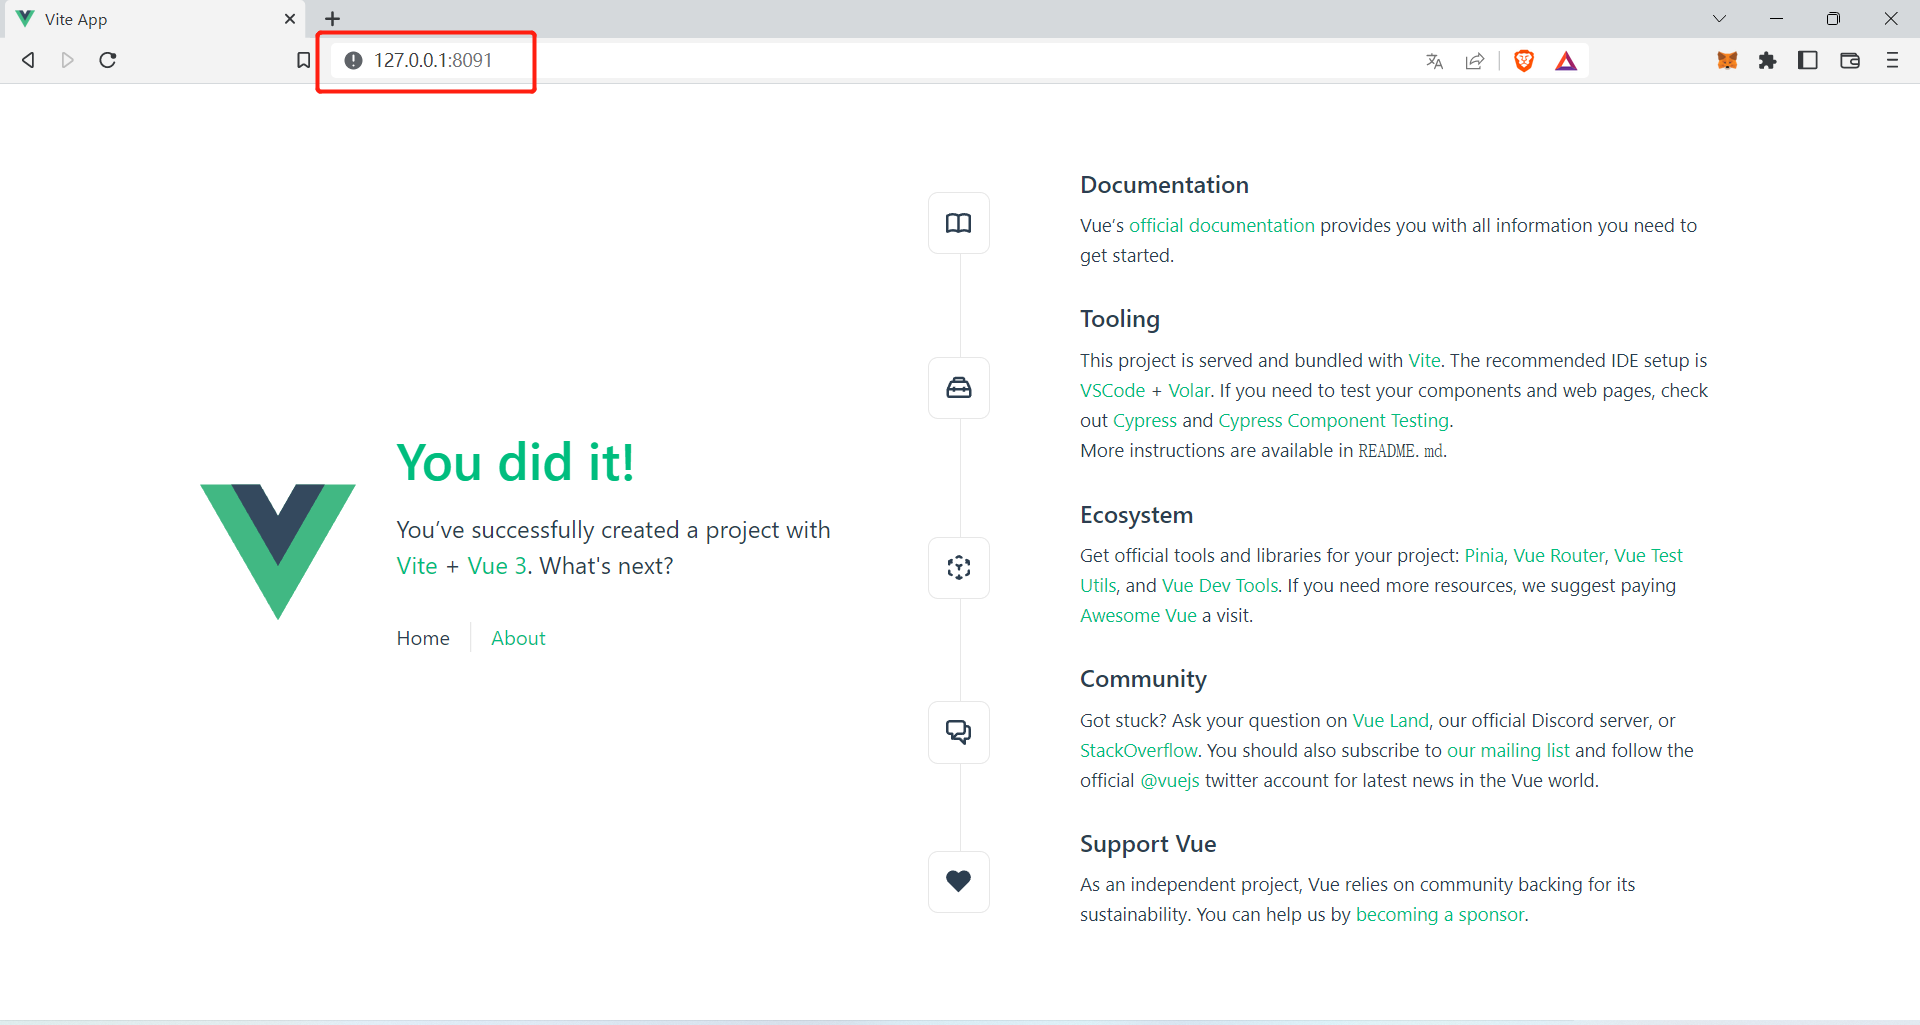 Vite App
127.0.0.1:8091
You did it!
You've successfully created a project with
Vite + Vue 3. What's next?
Home
About
Documentation
Vue's official documentation provides you with all information you need to
get started.
Tooling
This project is served and bundled with Vite. The recommended IDE setup is
VSCode + Volar. If you need to test your components and web pages, check
out Cypress and Cypress Component Testing.
More instructions are available in README.md.
Ecosystem
Get official tools and libraries for your project: Pinia, Vue Router, Vue Test
Utils, and Vue Dev Tools. If you need more resources, we suggest paying
Awesome Vue a visit.
Community
Got stuck? Ask your question on Vue Land, our official Discord server, or
StackOverflow. You should also subscribe to our mailing list and follow the
official @vuejs twitter account for latest news in the Vue world.
Support Vue
As an independent project, Vue relies on community backing for its
sustainability. You can help us by becoming a sponsor.